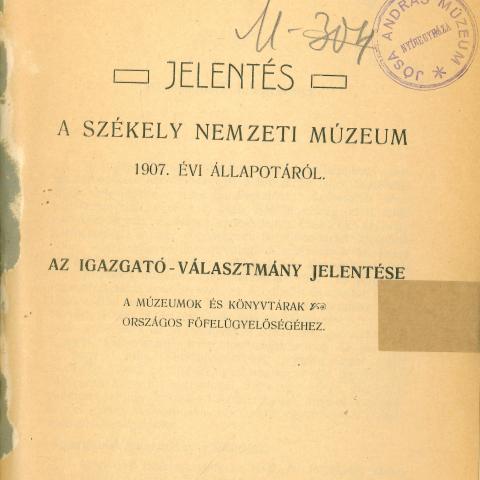 M-304
JÓSA ANDRÁS MÚZEUM
NYÍREGYHÁZA
JELENTÉS
A SZÉKELY NEMZETI MÚZEUM
1907. ÉVI ÁLLAPOTÁRÓL.
AZ IGAZGATÓ-VÁLASZTMÁNY JELENTÉSE
A MÚZEUMOK ÉS KÖNYVTÁRAK
ORSZÁGOS FŐFELÜGYELŐSÉGÉHEZ.